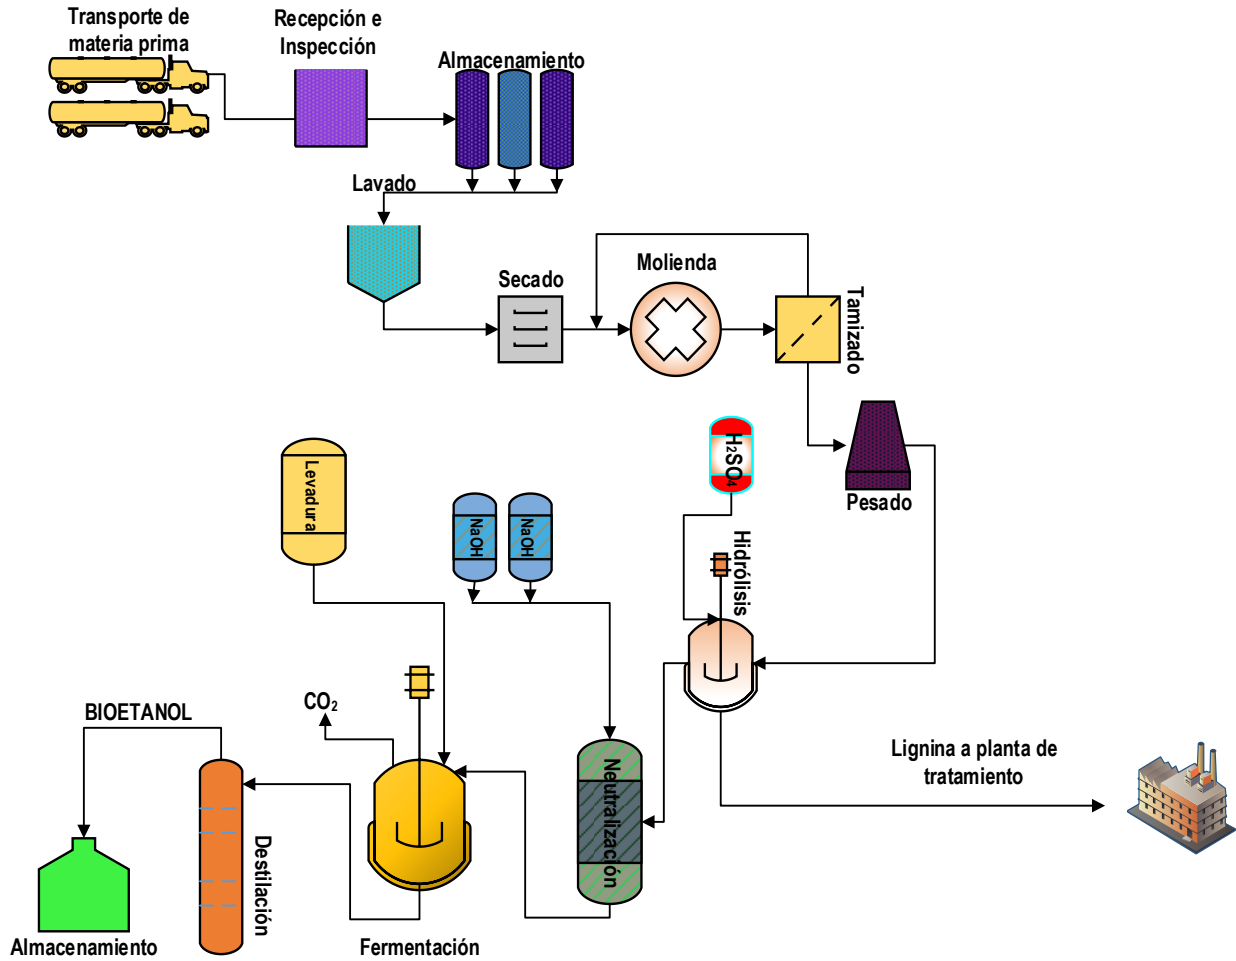 Transporte de
materia prima
Recepción e
Inspección
Almacenamiento
Lavado
Secado
Molienda
Tamizado
Pesado
H₂SO₄
Hidrólisis
Levadura
NaOH
NaOH
Neutralización
CO₂
BIOETANOL
Lignina a planta de
tratamiento
Destilación
Fermentación
Almacenamiento